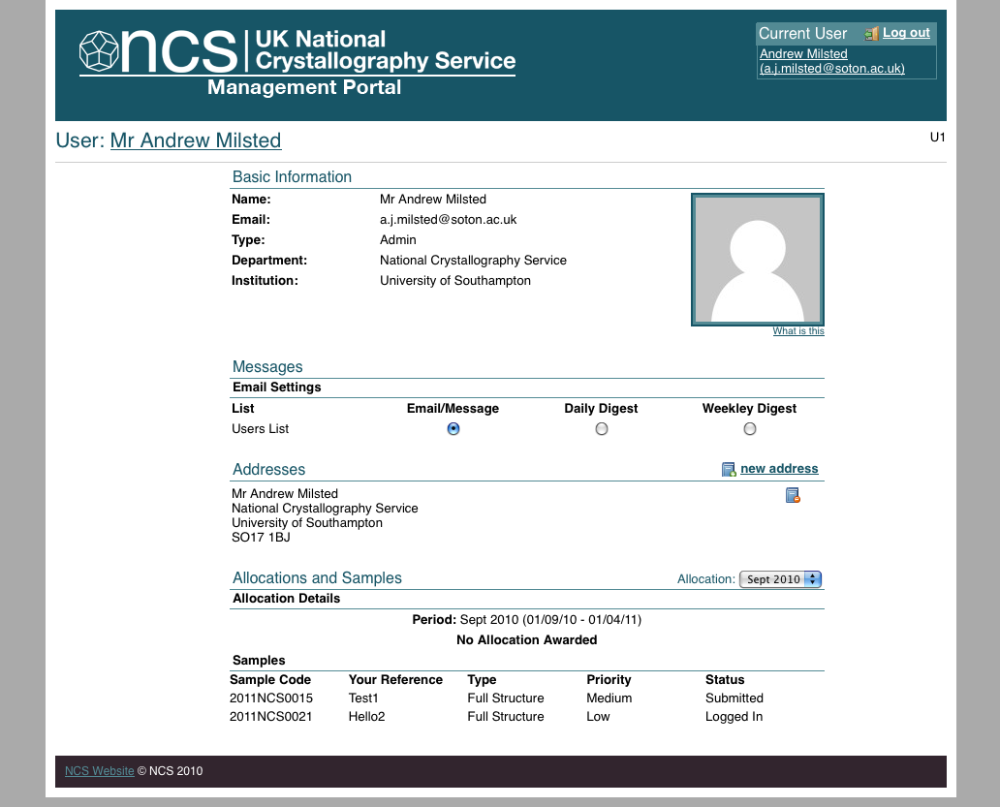 ncs UK National
Crystallography Service
Management Portal
Current User Log out
Andrew Milsted
(a.j.milsted@soton.ac.uk)
User: Mr Andrew Milsted U1
Basic Information
Name: Mr Andrew Milsted
Email: a.j.milsted@soton.ac.uk
Type: Admin
Department: National Crystallography Service
Institution: University of Southampton
What is this
Messages
Email Settings
List Email/Message Daily Digest Weekley Digest
Users List
Addresses new address
Mr Andrew Milsted
National Crystallography Service
University of Southampton
SO17 1BJ
Allocations and Samples Allocation: Sept 2010
Allocation Details
Period: Sept 2010 (01/09/10 - 01/04/11)
No Allocation Awarded
Samples
Sample Code Your Reference Type Priority Status
2011NCS0015 Test1 Full Structure Medium Submitted
2011NCS0021 Hello2 Full Structure Low Logged In
NCS Website © NCS 2010